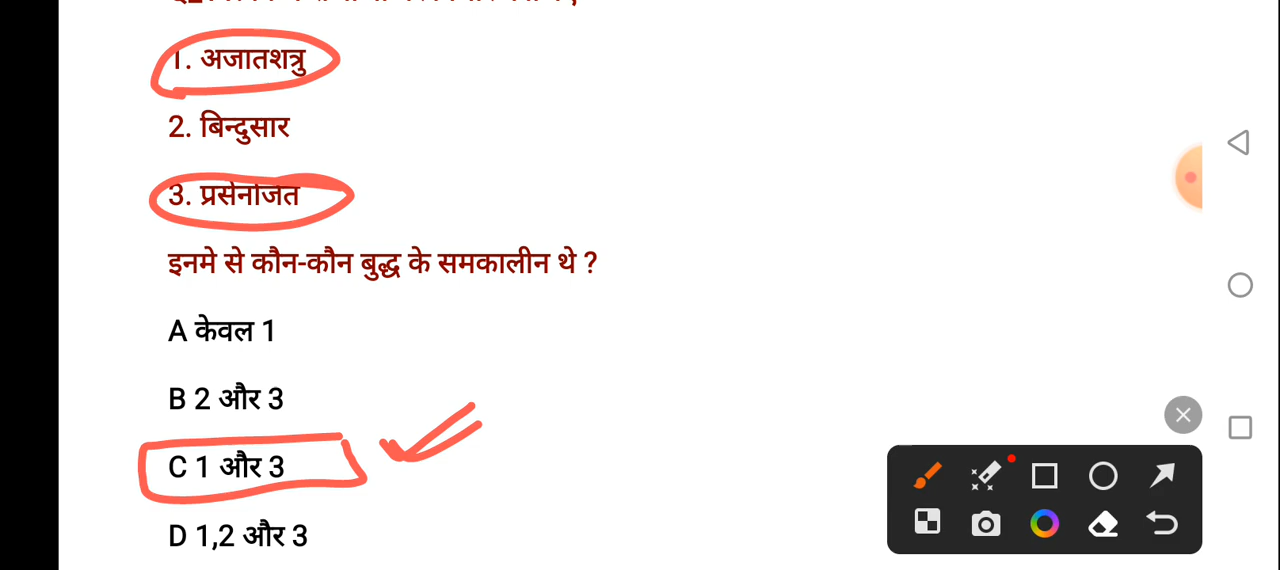 1. अजातशत्रु
2. बिन्दुसार
3. प्रसेनजित
इनमे से कौन-कौन बुद्ध के समकालीन थे ?
A केवल 1
B 2 और 3
C 1 और 3
D 1,2 और 3